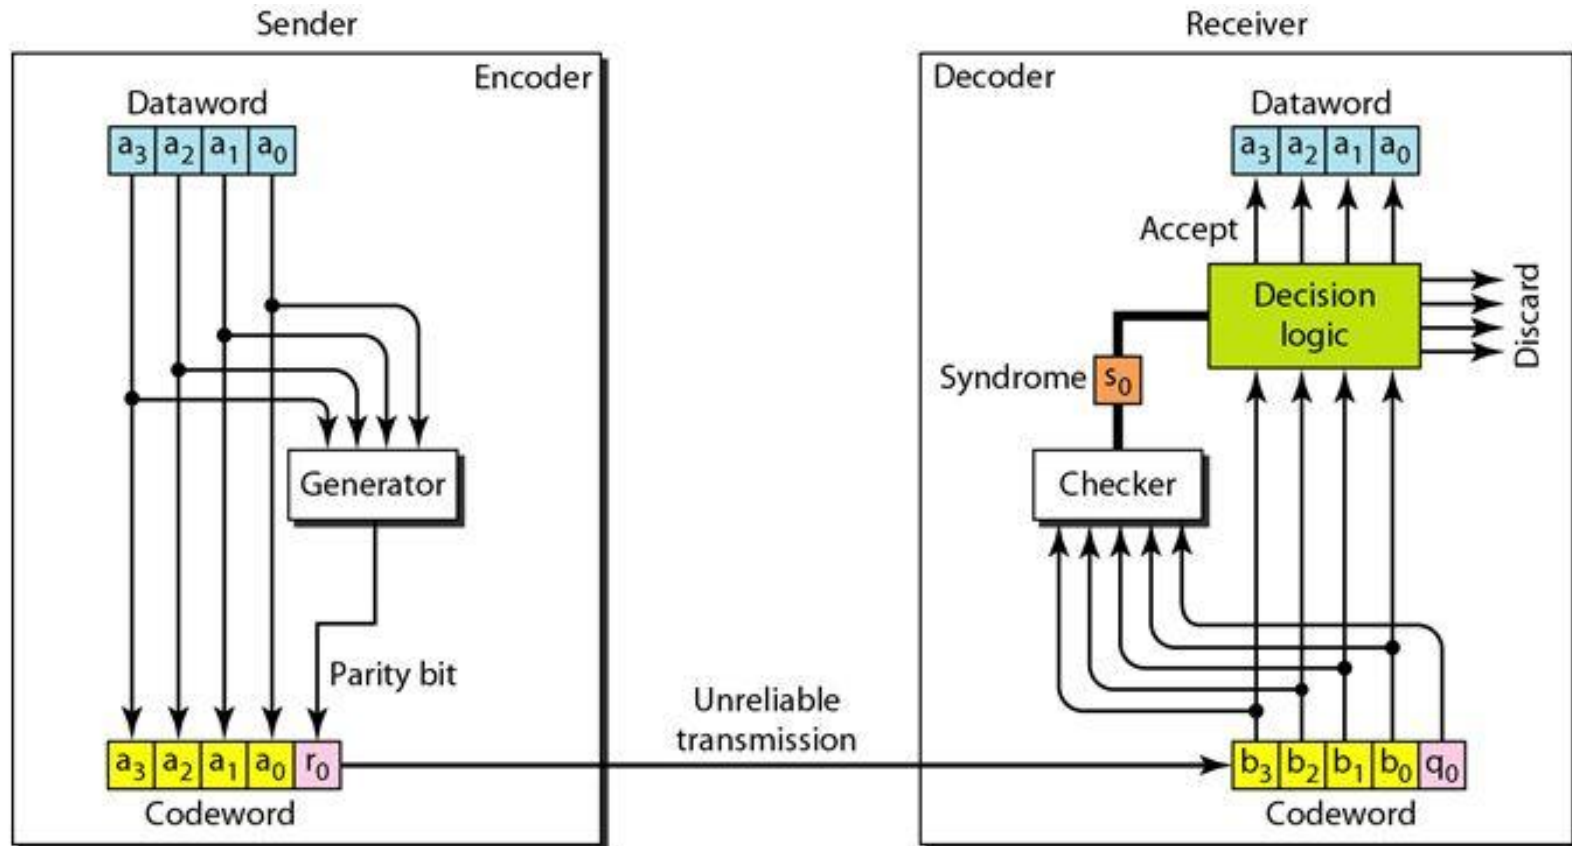 Sender
Encoder
Dataword
a3 a2 a1 a0
Generator
Parity bit
a3 a2 a1 a0 r0
Codeword
Unreliable
transmission
Receiver
Decoder
Dataword
a3 a2 a1 a0
Accept
Decision
logic
Discard
Syndrome s0
Checker
b3 b2 b1 b0 q0
Codeword